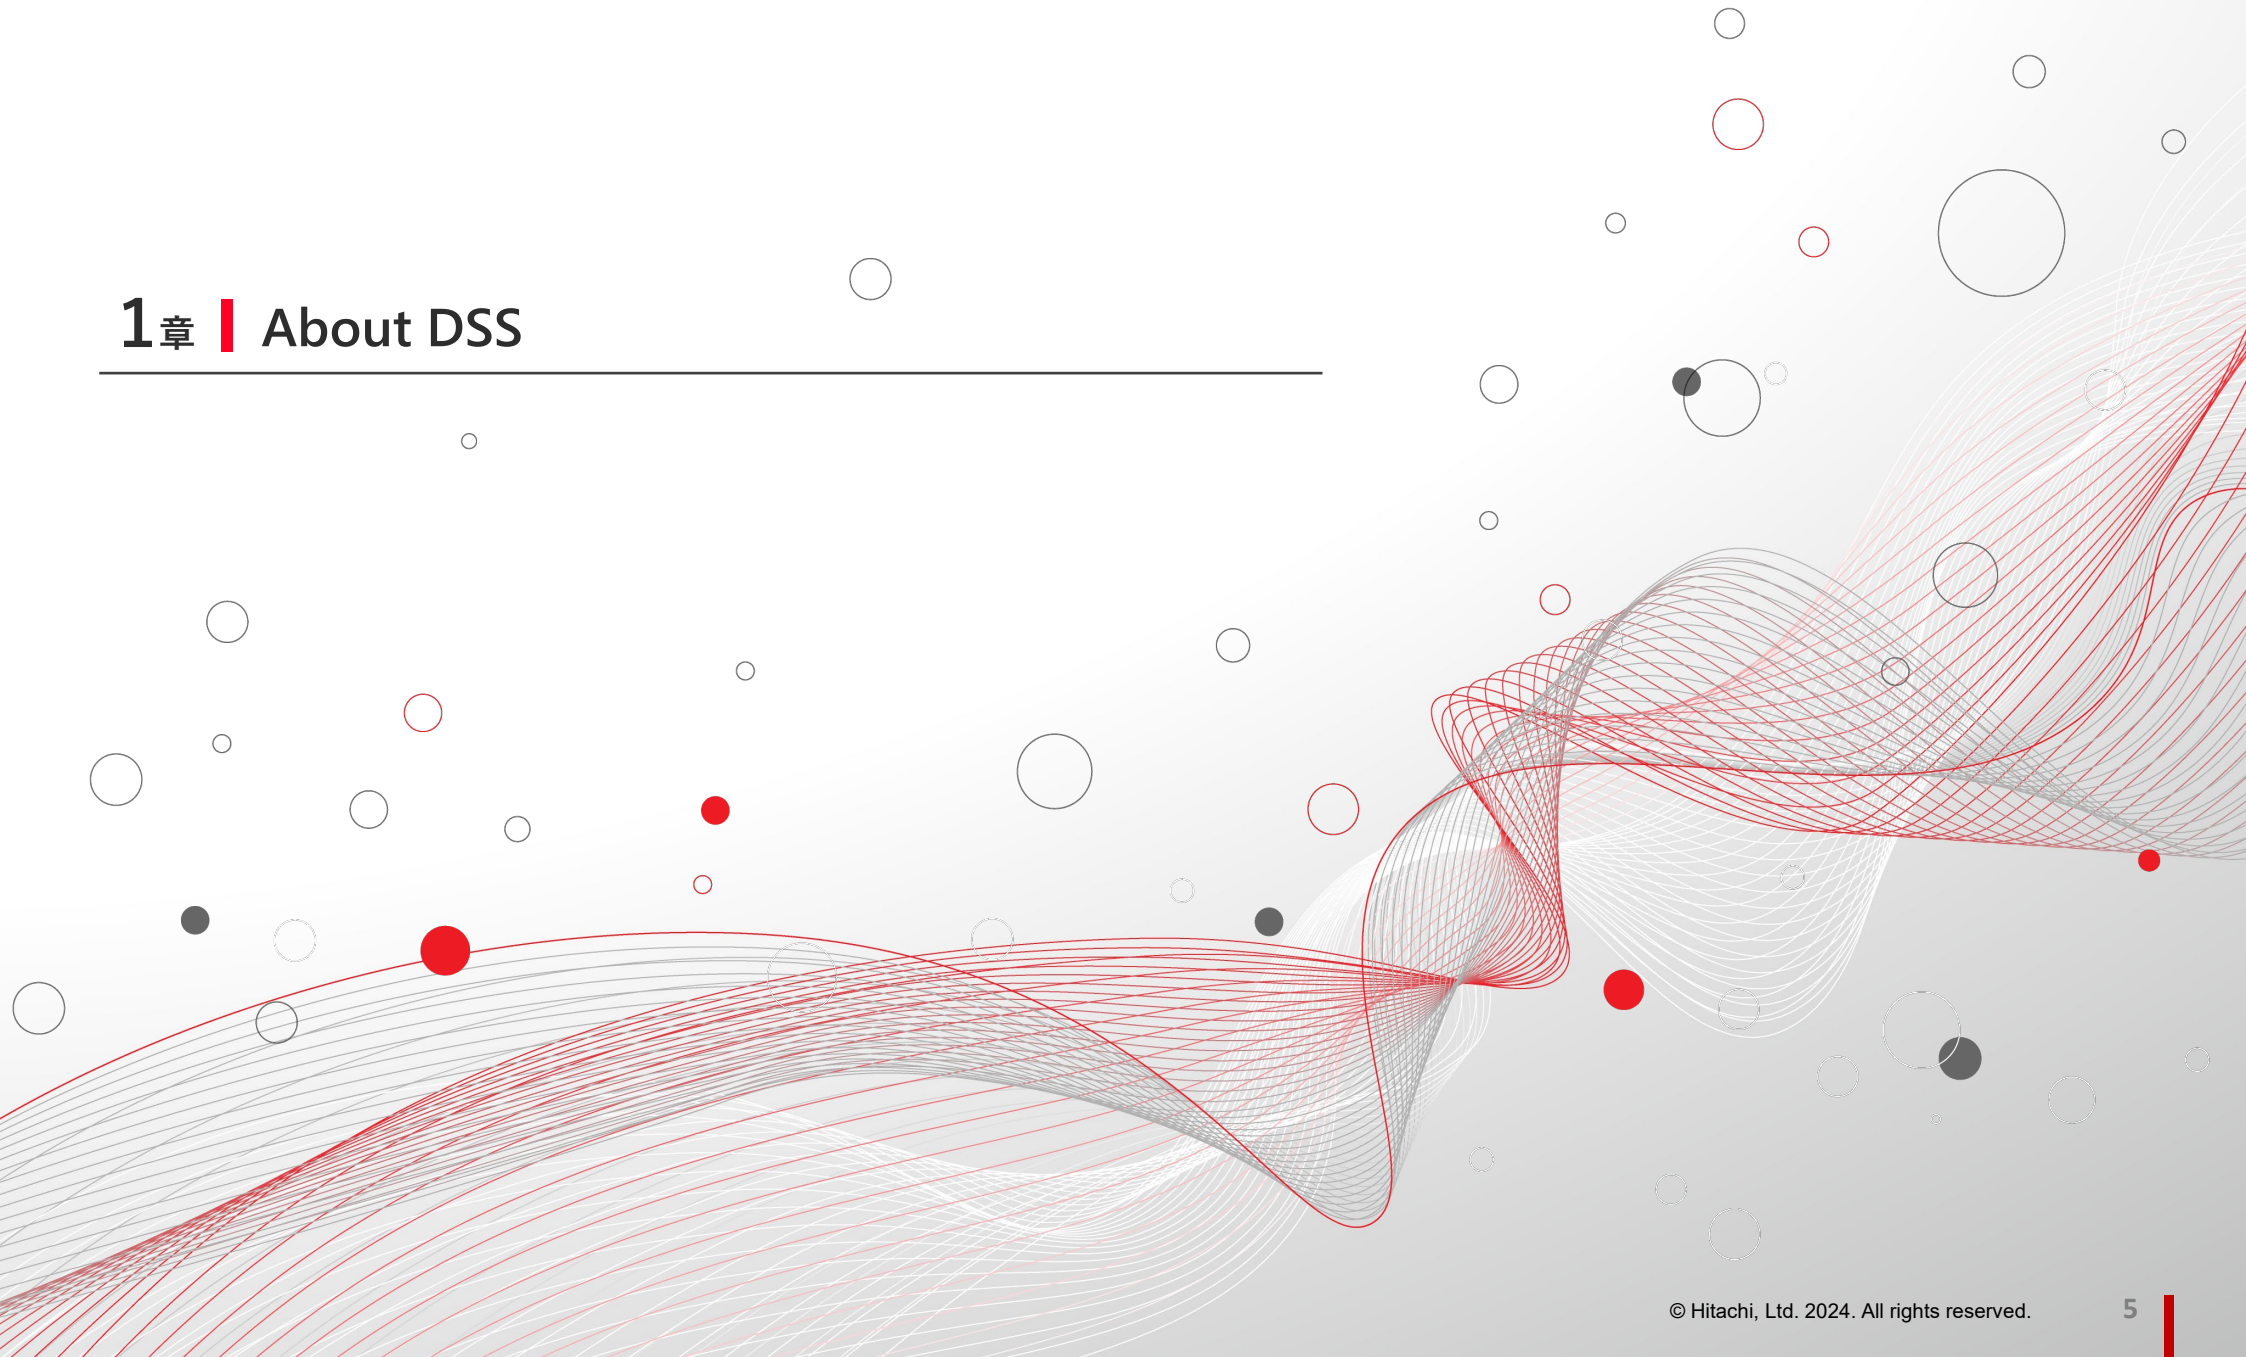 1章 About DSS
© Hitachi, Ltd. 2024. All rights reserved. 5